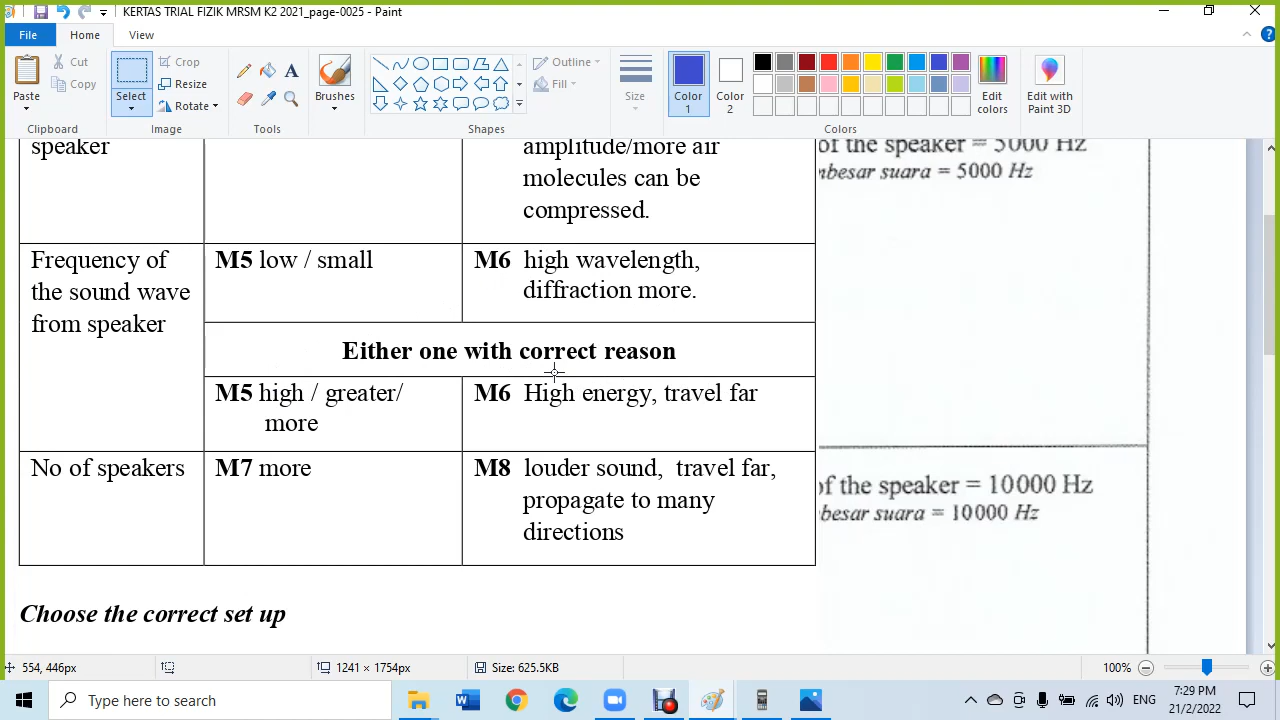 KERTAS TRIAL FIZIK MRSM K2 2021_page-0025 - Paint
File Home View
Paste
Cut
Copy
Clipboard
Select
Crop
Resize
Rotate
Image
A
Tools
Brushes
Outline
Fill
Shapes
Size
Color 1
Color 2
Edit colors
Edit with Paint 3D
Colors
speaker
amplitude/more air
molecules can be
compressed.
Frequency of
the sound wave
from speaker
M5 low / small
M6 high wavelength,
diffraction more.
Either one with correct reason
M5 high / greater/
more
M6 High energy, travel far
No of speakers
M7 more
M8 louder sound, travel far,
propagate to many
directions
Choose the correct set up
of the speaker = 5000 Hz
besar suara = 5000 Hz
of the speaker = 10000 Hz
besar suara = 10000 Hz
554, 446px
1241 × 1754px
Size: 625.5KB
100%
Type here to search
ENG
7:29 PM
21/2/2022